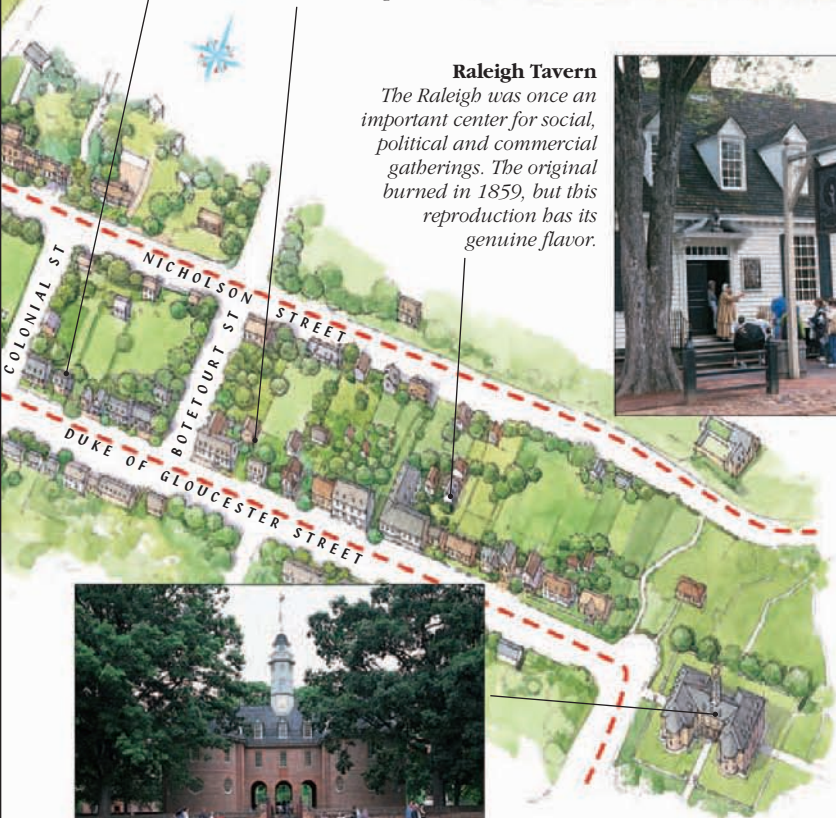 Raleigh Tavern
The Raleigh was once an
important center for social,
political and commercial
gatherings. The original
burned in 1859, but this
reproduction has its
genuine flavor.
NICHOLSON STREET
COLONIAL ST
BOTETOURT ST
DUKE OF GLOUCESTER STREET